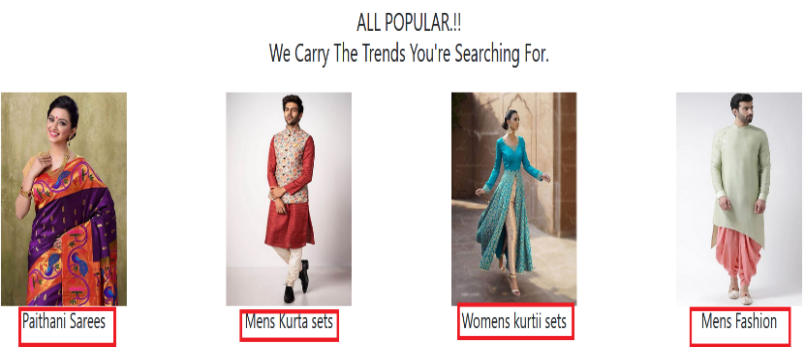 ALL POPULAR.!!
We Carry The Trends You're Searching For.
Paithani Sarees
Mens Kurta sets
Womens kurtii sets
Mens Fashion